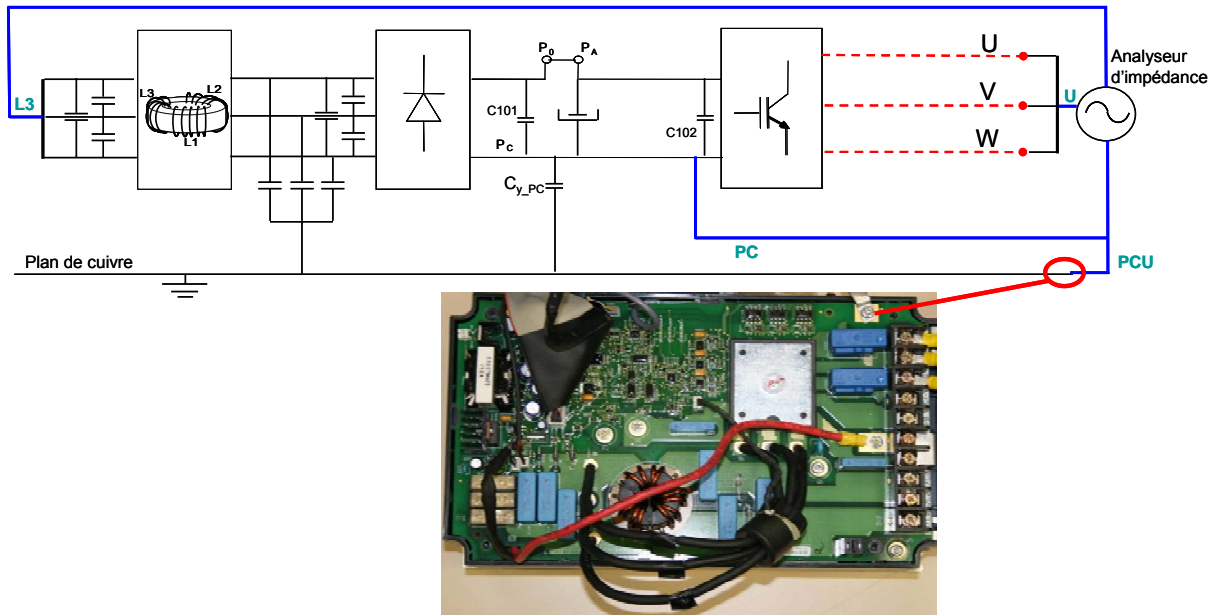 U
Analyseur
d'impédance
P0 PA
L3
L3
L2
L1
C101
V
U
C102
PC
W
Cy_PC
Plan de cuivre
PC
PCU